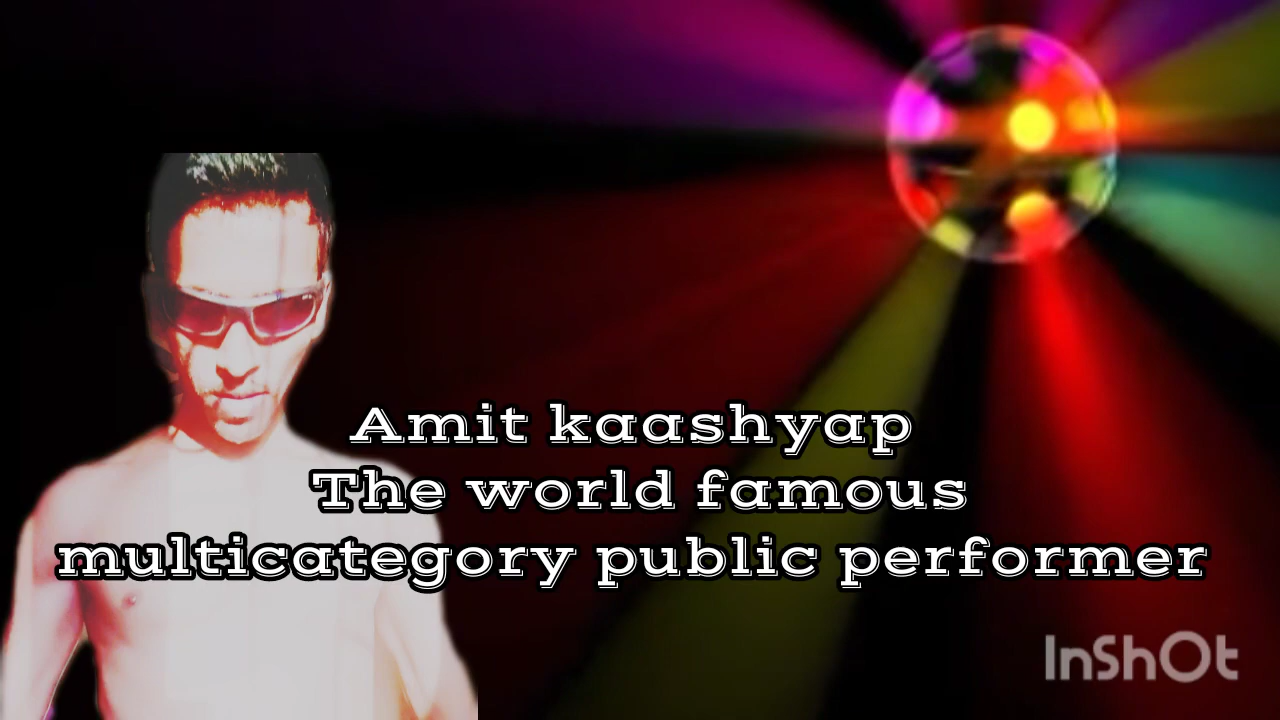 Amit kaashyap
The world famous
multicategory public performer
InShOt